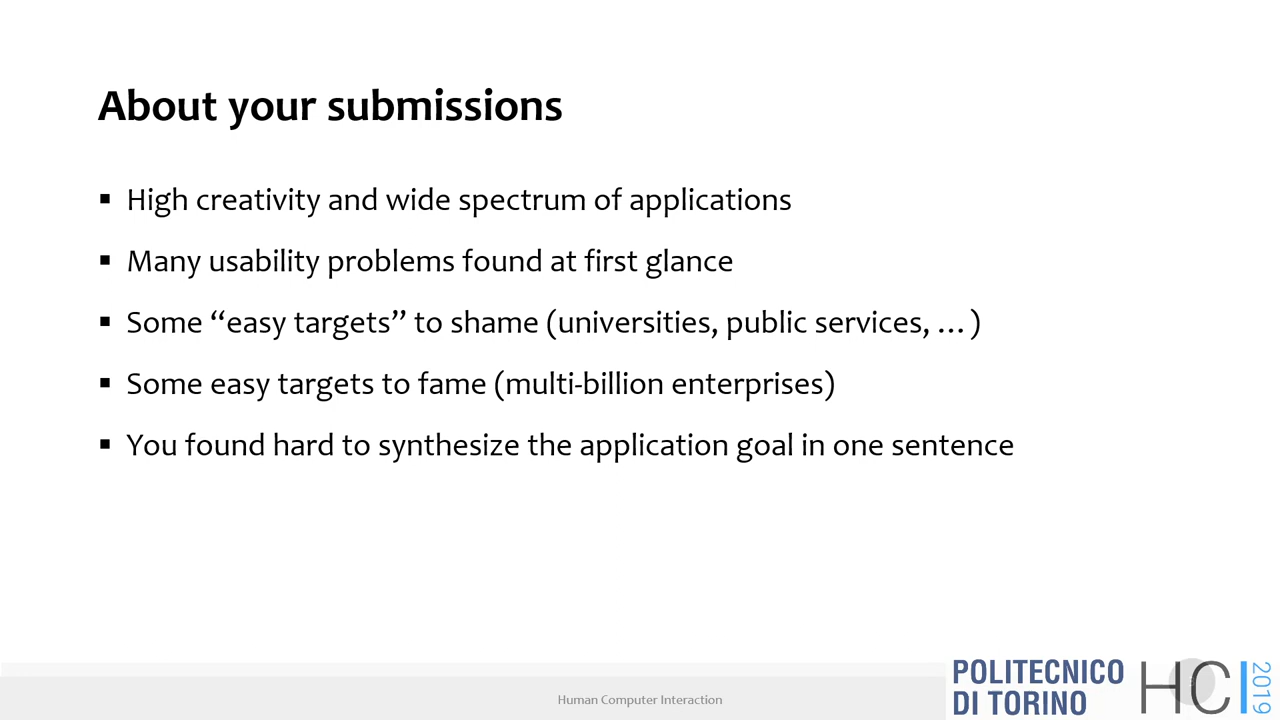 About your submissions
▪ High creativity and wide spectrum of applications
▪ Many usability problems found at first glance
▪ Some “easy targets” to shame (universities, public services, … )
▪ Some easy targets to fame (multi-billion enterprises)
▪ You found hard to synthesize the application goal in one sentence
Human Computer Interaction
POLITECNICO
DI TORINO
HCI
2019